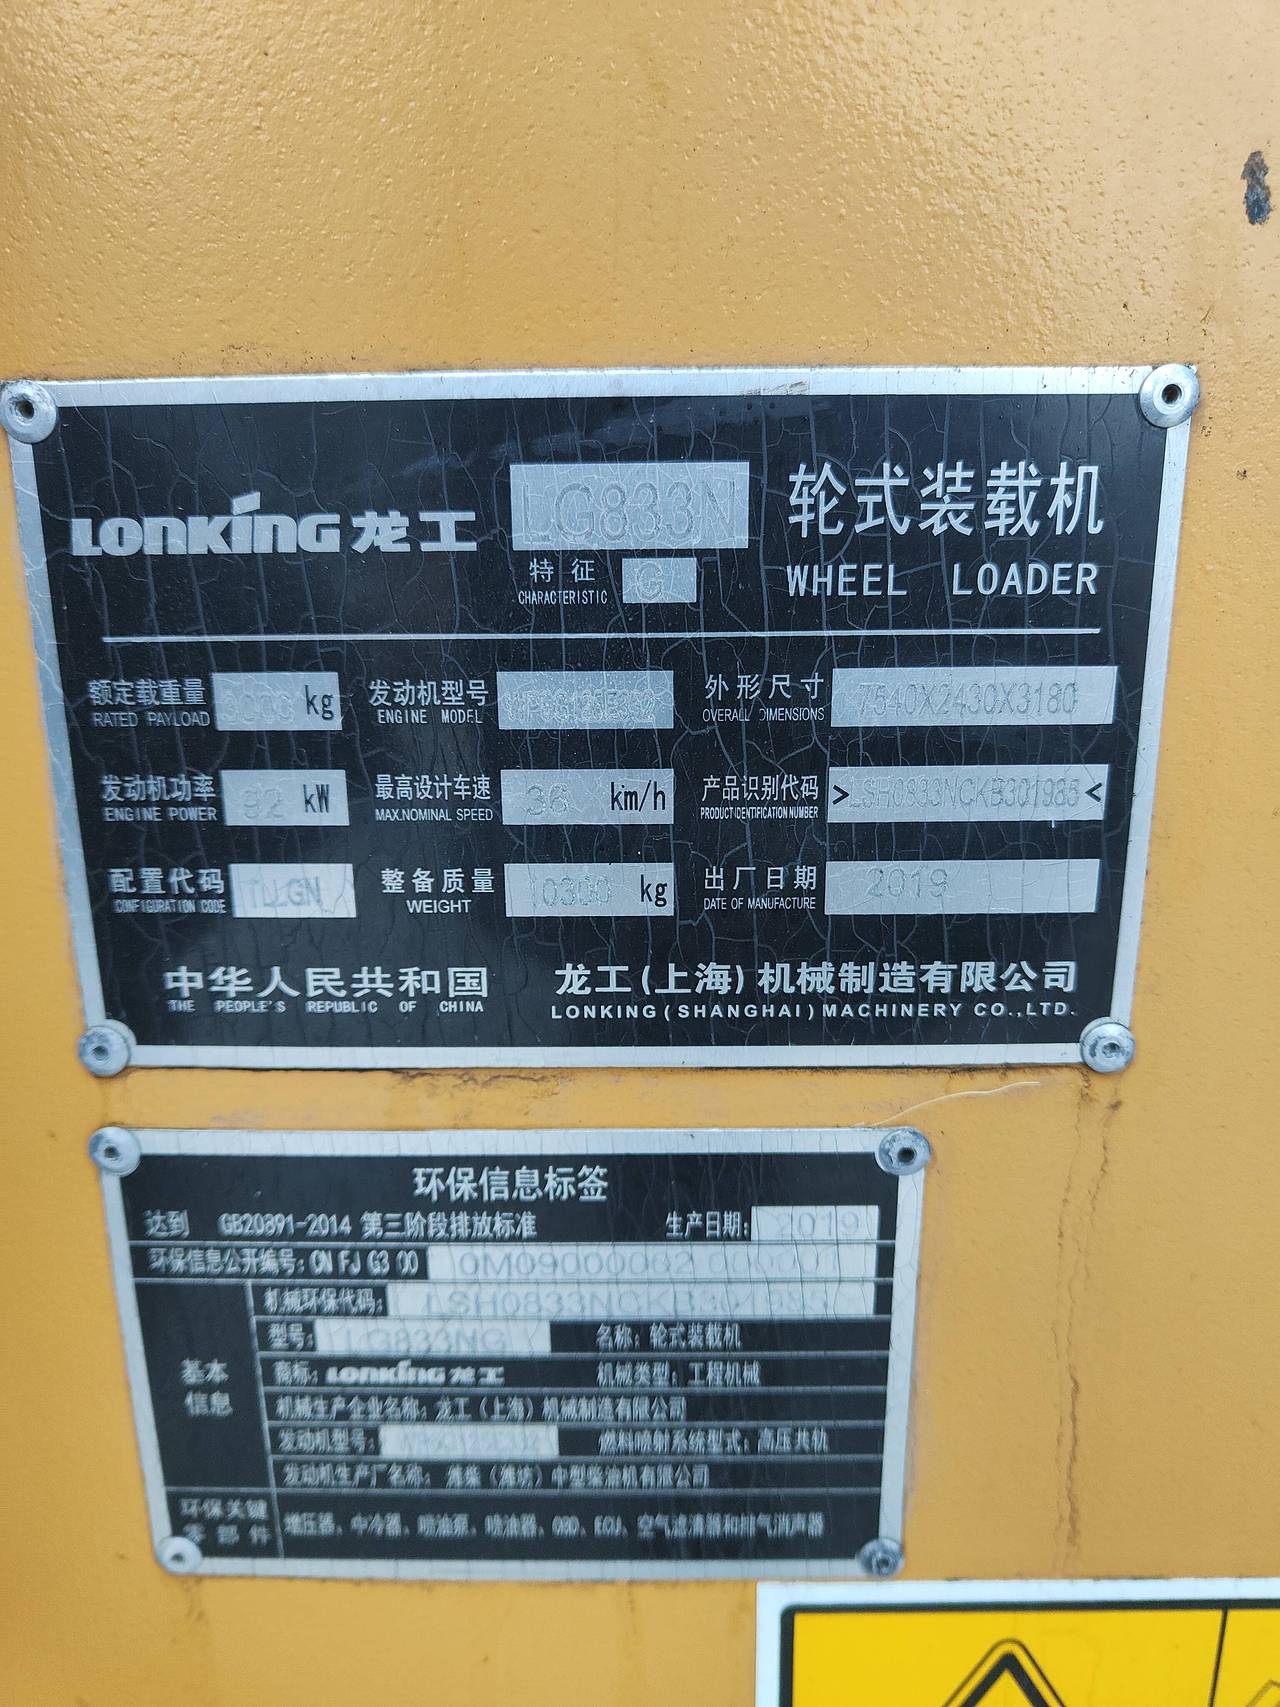 LONKING 龙工 LG833N 轮式装载机
特征 G
CHARACTERISTIC
WHEEL LOADER
额定载重量 3000 kg 发动机型号 外形尺寸 7540X2430X3180
RATED PAYLOAD ENGINE MODEL OVERALL DIMENSIONS
发动机功率 92 kW 最高设计车速 36 km/h 产品识别代码 >LSH0833NCKB301985<
ENGINE POWER MAX.NOMINAL SPEED PRODUCT IDENTIFICATION NUMBER
配置代码 整备质量 10300 kg 出厂日期 2019
CONFIGURATION CODE WEIGHT DATE OF MANUFACTURE
中华人民共和国 龙工(上海)机械制造有限公司
THE PEOPLE'S REPUBLIC OF CHINA LONKING(SHANGHAI)MACHINERY CO.,LTD.
环保信息标签
达到 GB20891-2014 第三阶段排放标准 生产日期: 2019
环保信息公开编号: CN FJ G3 00
机械环保代码:
型号: LG833NG 名称: 轮式装载机
基本信息
商标: LONKING 龙工 机械类型: 工程机械
机械生产企业名称: 龙工(上海)机械制造有限公司
发动机型号: 燃料喷射系统型式: 高压共轨
发动机生产厂名称: 潍柴(潍坊)中型柴油机有限公司
环保关键零部件 增压器、中冷器、喷油泵、喷油器、ECU、空气滤清器和排气消声器